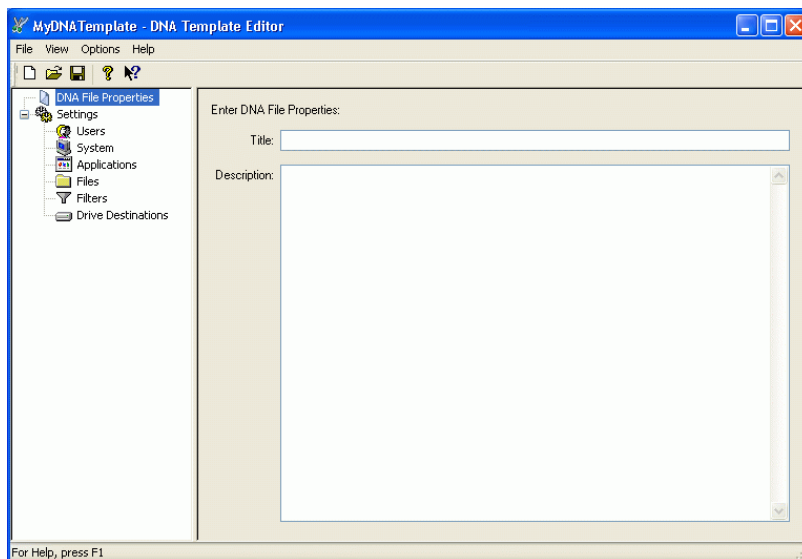 MyDNATemplate - DNA Template Editor
File View Options Help
DNA File Properties
Settings
Users
System
Applications
Files
Filters
Drive Destinations
Enter DNA File Properties:
Title:
Description:
For Help, press F1